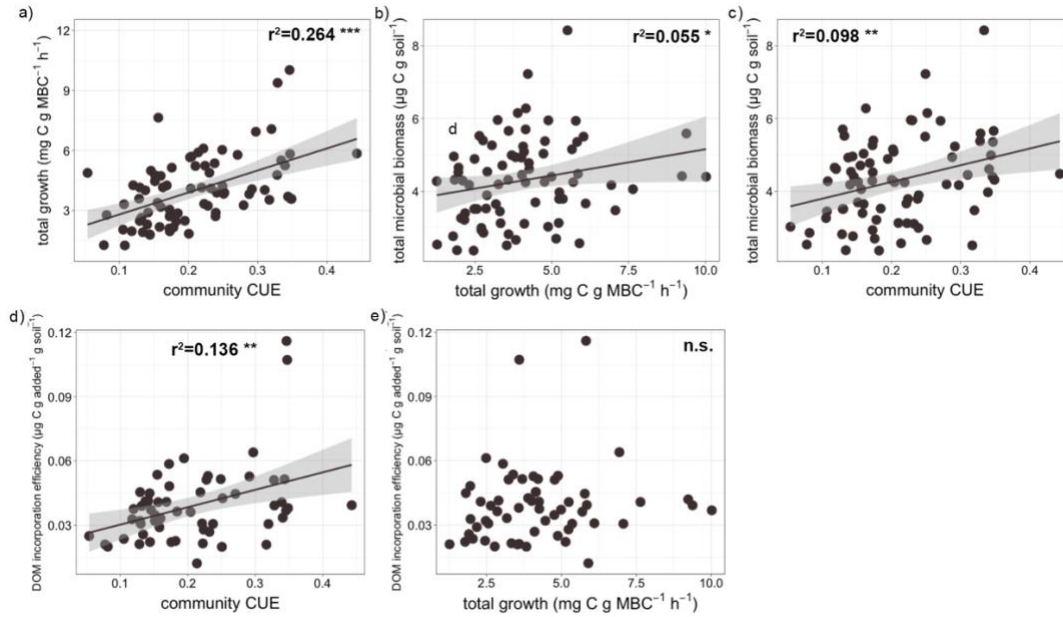 a)
r²=0.264 ***
total growth (mg C g MBC⁻¹ h⁻¹)
12
9
6
3
0.1 0.2 0.3 0.4
community CUE
b)
r²=0.055 *
d
total microbial biomass (µg C g soil⁻¹)
8
6
4
2
2.5 5.0 7.5 10.0
total growth (mg C g MBC⁻¹ h⁻¹)
c)
r²=0.098 **
total microbial biomass (µg C g soil⁻¹)
8
6
4
2
0.1 0.2 0.3 0.4
community CUE
d)
r²=0.136 **
DOM incorporation efficiency (µg C g added⁻¹ g soil⁻¹)
0.12
0.09
0.06
0.03
0.1 0.2 0.3 0.4
community CUE
e)
n.s.
DOM incorporation efficiency (µg C g added⁻¹ g soil⁻¹)
0.12
0.09
0.06
0.03
2.5 5.0 7.5 10.0
total growth (mg C g MBC⁻¹ h⁻¹)